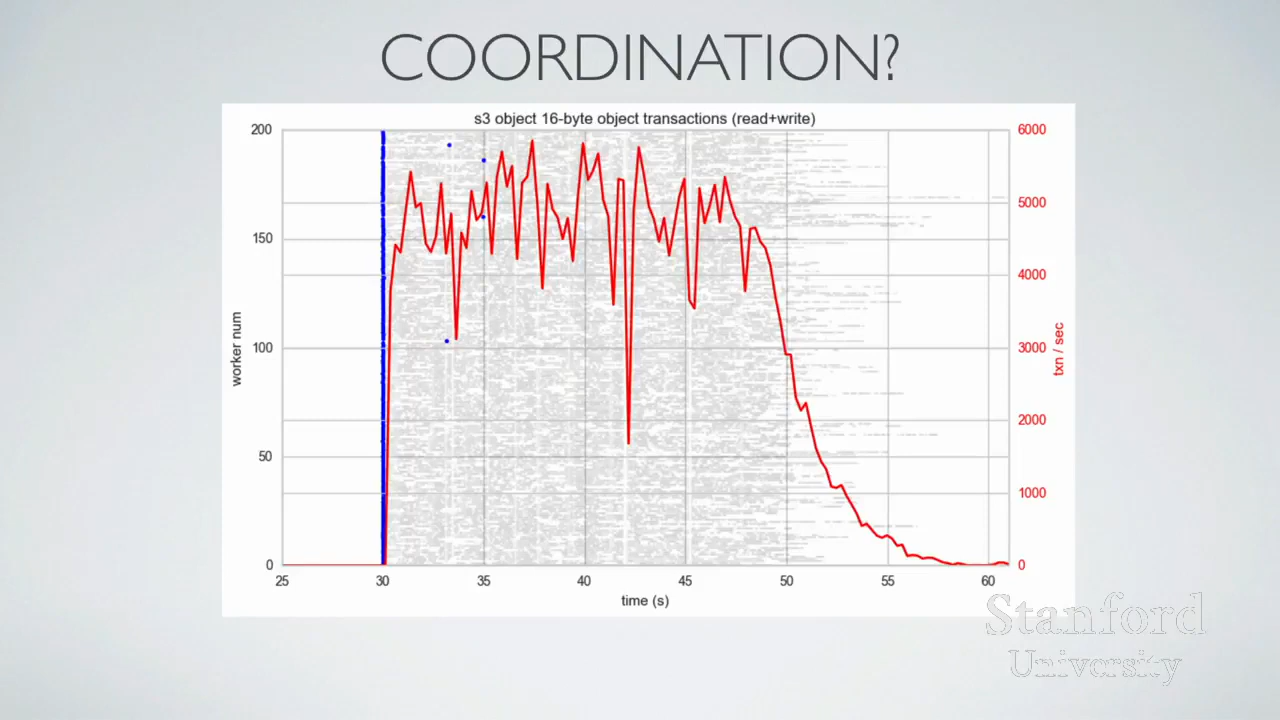 COORDINATION?
s3 object 16-byte object transactions (read+write)
200
150
100
50
0
worker num
6000
5000
4000
3000
2000
1000
0
txn / sec
25 30 35 40 45 50 55 60
time (s)
Stanford
University